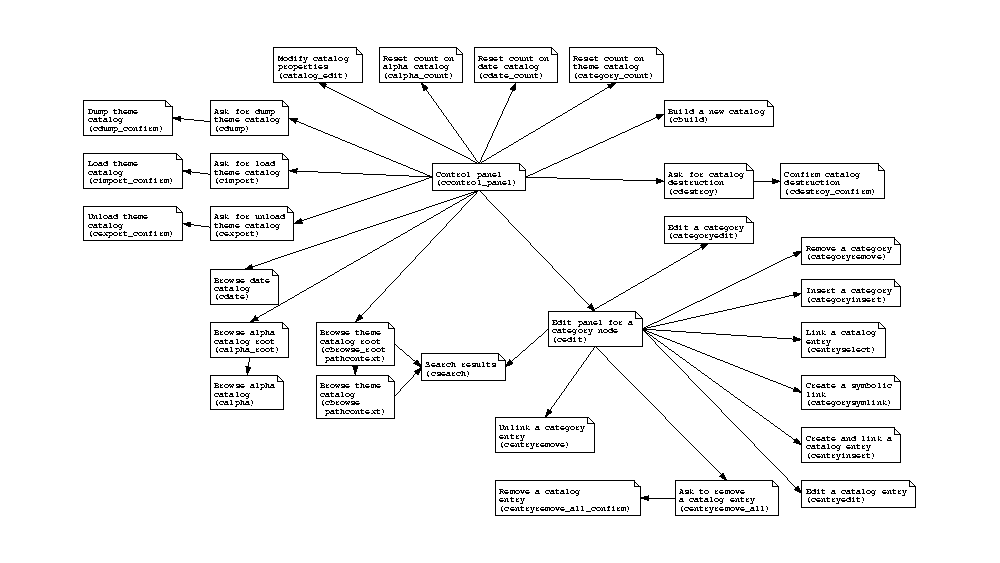 Modify catalog
properties
(catalog_edit)
Reset count on
alpha catalog
(calpha_count)
Reset count on
date catalog
(cdate_count)
Reset count on
theme catalog
(category_count)
Dump theme
catalog
(cdump_confirm)
Ask for dump
theme catalog
(cdump)
Build a new catalog
(cbuild)
Load theme
catalog
(cimport_confirm)
Ask for load
theme catalog
(cimport)
Control panel
(ccontrol_panel)
Ask for catalog
destruction
(cdestroy)
Confirm catalog
destruction
(cdestroy_confirm)
Unload theme
catalog
(cexport_confirm)
Ask for unload
theme catalog
(cexport)
Edit a category
(categoryedit)
Remove a category
(categoryremove)
Browse date
catalog
(cdate)
Insert a category
(categoryinsert)
Browse alpha
catalog root
(calpha_root)
Browse theme
catalog root
(cbrowse_root
pathcontext)
Edit panel for a
category node
(cedit)
Link a catalog
entry
(centryselect)
Search results
(csearch)
Browse alpha
catalog
(calpha)
Browse theme
catalog
(cbrowse
pathcontext)
Create a symbolic
link
(categorysymlink)
Unlink a category
entry
(centryremove)
Create and link a
catalog entry
(centryinsert)
Remove a catalog
entry
(centryremove_all_confirm)
Ask to remove
a catalog entry
(centryremove_all)
Edit a catalog entry
(centryedit)